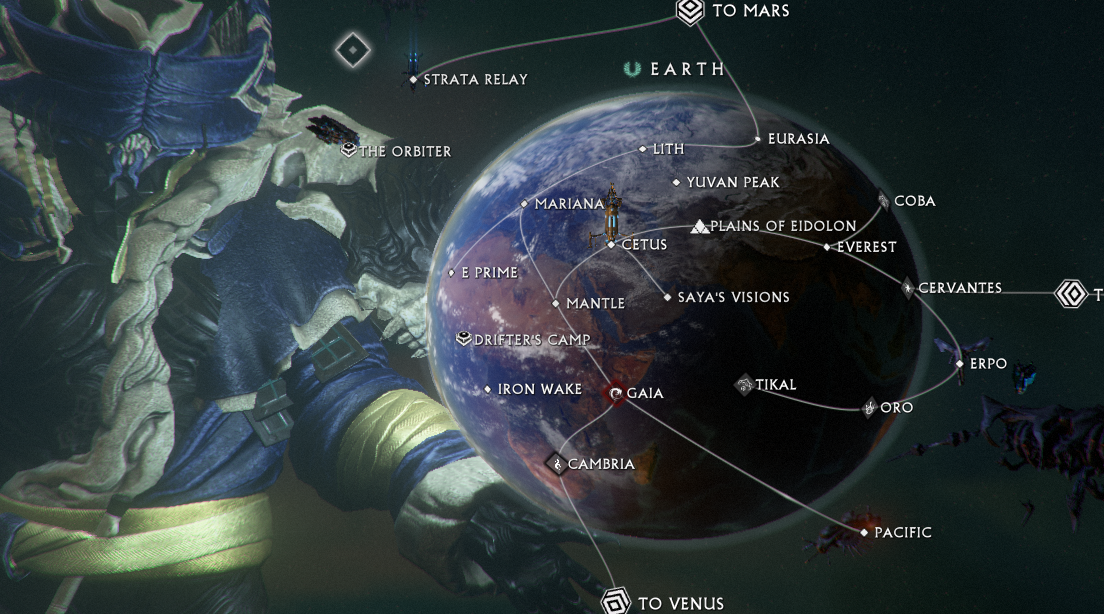 TO MARS
EARTH
STRATA RELAY
EURASIA
LITH
THE ORBITER
YUVAN PEAK
COBA
MARIANA
PLAINS OF EIDOLON
CETUS
EVEREST
E PRIME
CERVANTES
T
MANTLE
SAYA'S VISIONS
DRIFTER'S CAMP
ERPO
IRON WAKE
GAIA
TIKAL
ORO
CAMBRIA
PACIFIC
TO VENUS